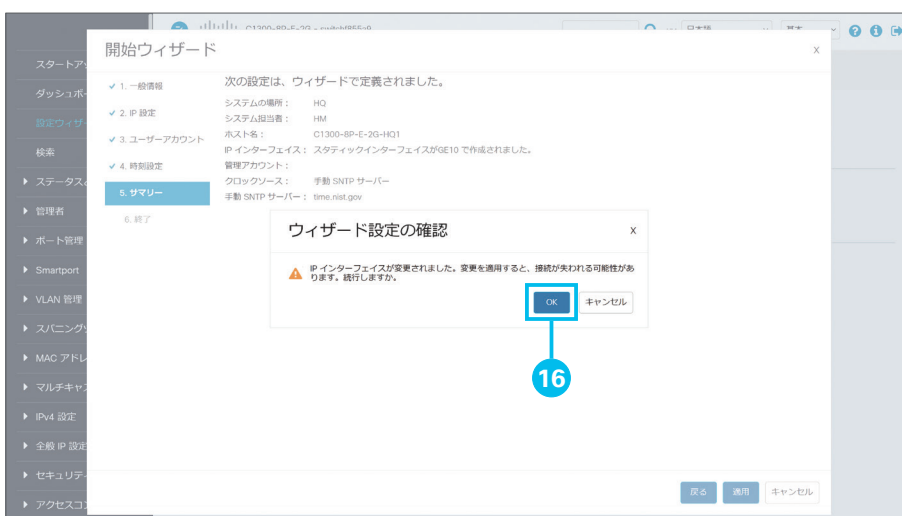 C1300-8P-E-2G - switchf855a9
日本語
基本
開始ウィザード
x
スタートア
ダッシュボ
設定ウィザ
検索
ステータス
管理者
ポート管理
Smartport
VLAN 管理
スパニング
MAC アドレ
マルチキャ
IPv4 設定
全般 IP 設定
セキュリテ
アクセスコ
1. 一般情報
2. IP 設定
3. ユーザーアカウント
4. 時刻設定
5. サマリー
6. 終了
次の設定は、ウィザードで定義されました。
システムの場所： HQ
システム担当者： HM
ホスト名： C1300-8P-E-2G-HQ1
IP インターフェイス： スタティックインターフェイスがGE10 で作成されました。
管理アカウント：
クロックソース： 手動 SNTP サーバー
手動 SNTP サーバー： time.nist.gov
ウィザード設定の確認
x
IP インターフェイスが変更されました。変更を適用すると、接続が失われる可能性があ
ります。続行しますか。
OK
キャンセル
16
戻る
適用
キャンセル